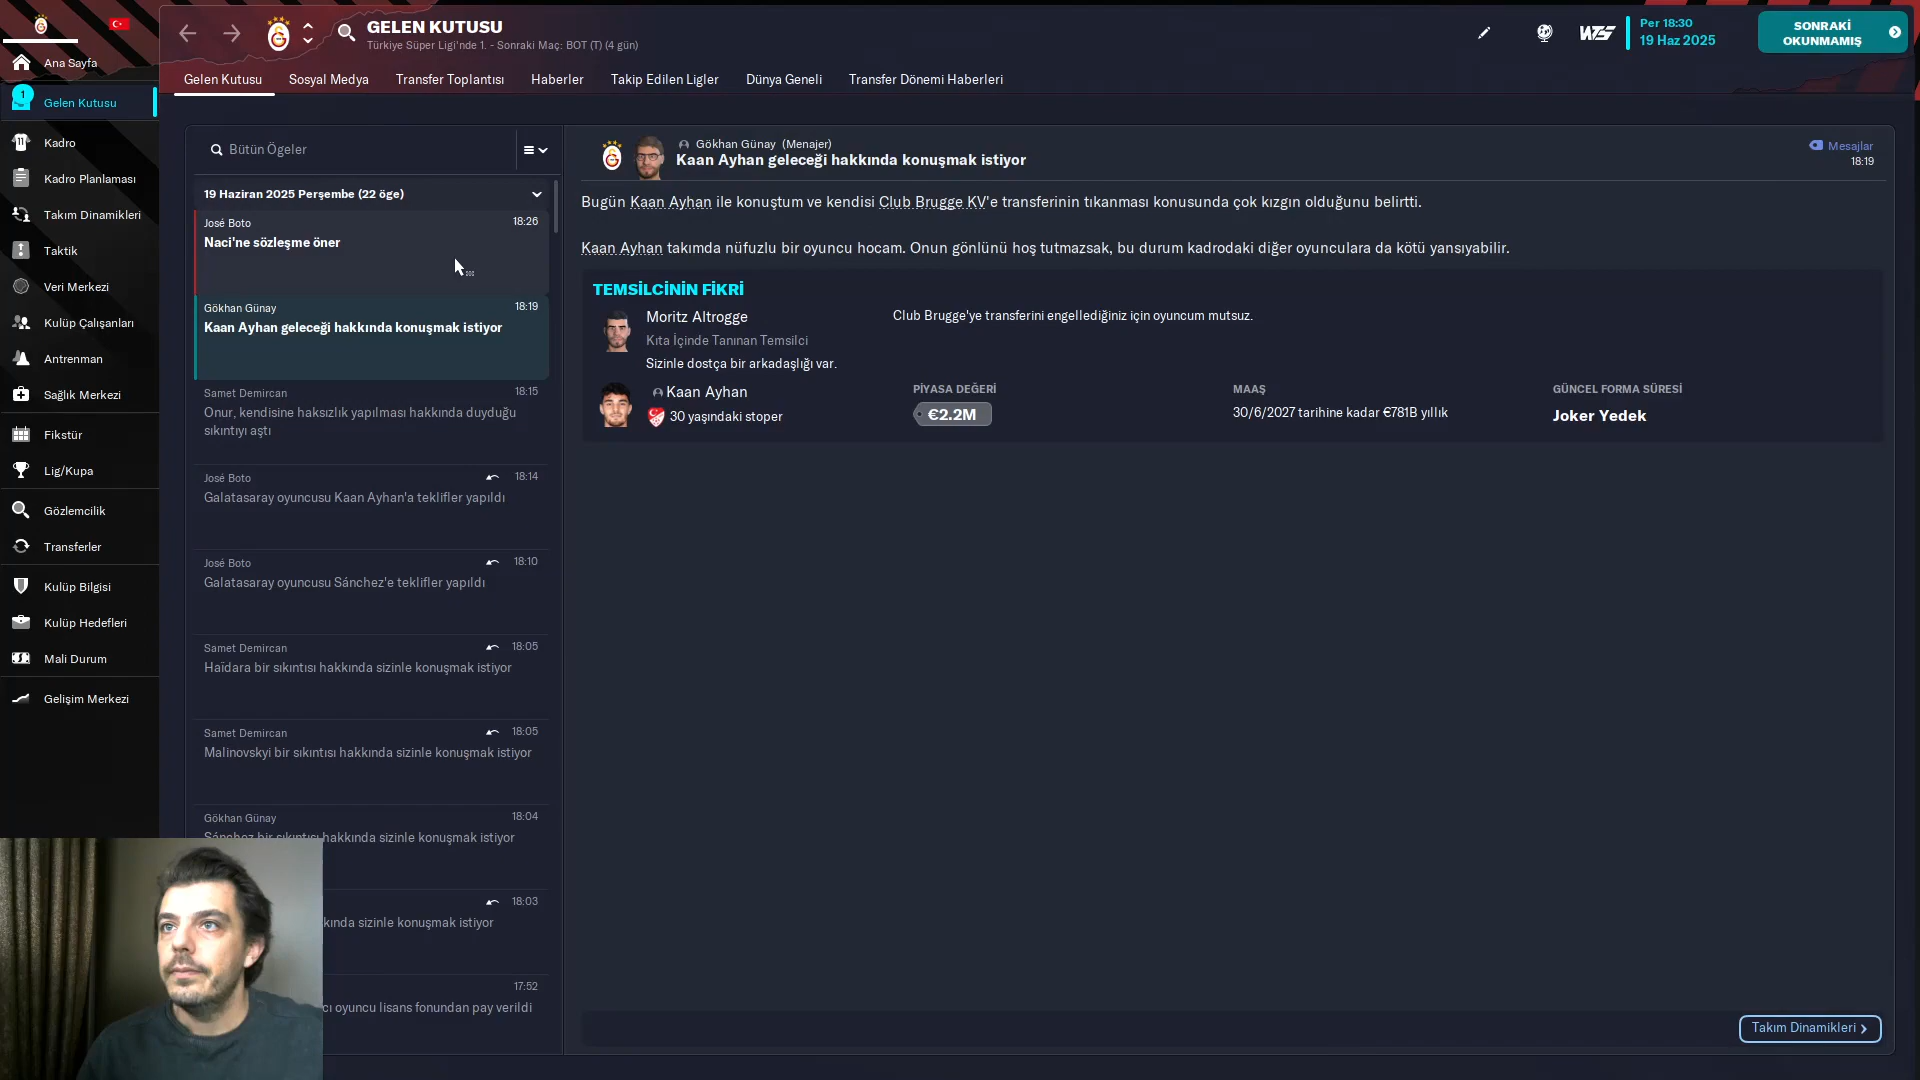 GELEN KUTUSU
Türkiye Süper Ligi'nde 1. - Sonraki Maç: BOT (T) (4 gün)
Per 18:30
19 Haz 2025
SONRAKİ
OKUNMAMIŞ
Gelen Kutusu
Sosyal Medya
Transfer Toplantısı
Haberler
Takip Edilen Ligler
Dünya Geneli
Transfer Dönemi Haberleri
Ana Sayfa
1
Gelen Kutusu
Kadro
Kadro Planlaması
Takım Dinamikleri
Taktik
Veri Merkezi
Kulüp Çalışanları
Antrenman
Sağlık Merkezi
Fikstür
Lig/Kupa
Gözlemcilik
Transferler
Kulüp Bilgisi
Kulüp Hedefleri
Mali Durum
Gelişim Merkezi
Bütün Ögeler
19 Haziran 2025 Perşembe (22 öge)
José Boto 18:26
Naci'ne sözleşme öner
Gökhan Günay 18:19
Kaan Ayhan geleceği hakkında konuşmak istiyor
Samet Demircan 18:15
Onur, kendisine haksızlık yapılması hakkında duyduğu
sıkıntıyı aştı
José Boto 18:14
Galatasaray oyuncusu Kaan Ayhan'a teklifler yapıldı
José Boto 18:10
Galatasaray oyuncusu Sánchez'e teklifler yapıldı
Samet Demircan 18:05
Haïdara bir sıkıntısı hakkında sizinle konuşmak istiyor
Samet Demircan 18:05
Malinovskyi bir sıkıntısı hakkında sizinle konuşmak istiyor
Gökhan Günay 18:04
Sánchez bir sıkıntısı hakkında sizinle konuşmak istiyor
18:03
kında sizinle konuşmak istiyor
17:52
cı oyuncu lisans fonundan pay verildi
Gökhan Günay (Menajer)
Kaan Ayhan geleceği hakkında konuşmak istiyor
Mesajlar
18:19
Bugün Kaan Ayhan ile konuştum ve kendisi Club Brugge KV'e transferinin tıkanması konusunda çok kızgın olduğunu belirtti.
Kaan Ayhan takımda nüfuzlu bir oyuncu hocam. Onun gönlünü hoş tutmazsak, bu durum kadrodaki diğer oyunculara da kötü yansıyabilir.
TEMSİLCİNİN FİKRİ
Moritz Altrogge
Kıta İçinde Tanınan Temsilci
Sizinle dostça bir arkadaşlığı var.
Club Brugge'ye transferini engellediğiniz için oyuncum mutsuz.
Kaan Ayhan
30 yaşındaki stoper
PİYASA DEĞERİ
€2.2M
MAAŞ
30/6/2027 tarihine kadar €781B yıllık
GÜNCEL FORMA SÜRESİ
Joker Yedek
Takım Dinamikleri